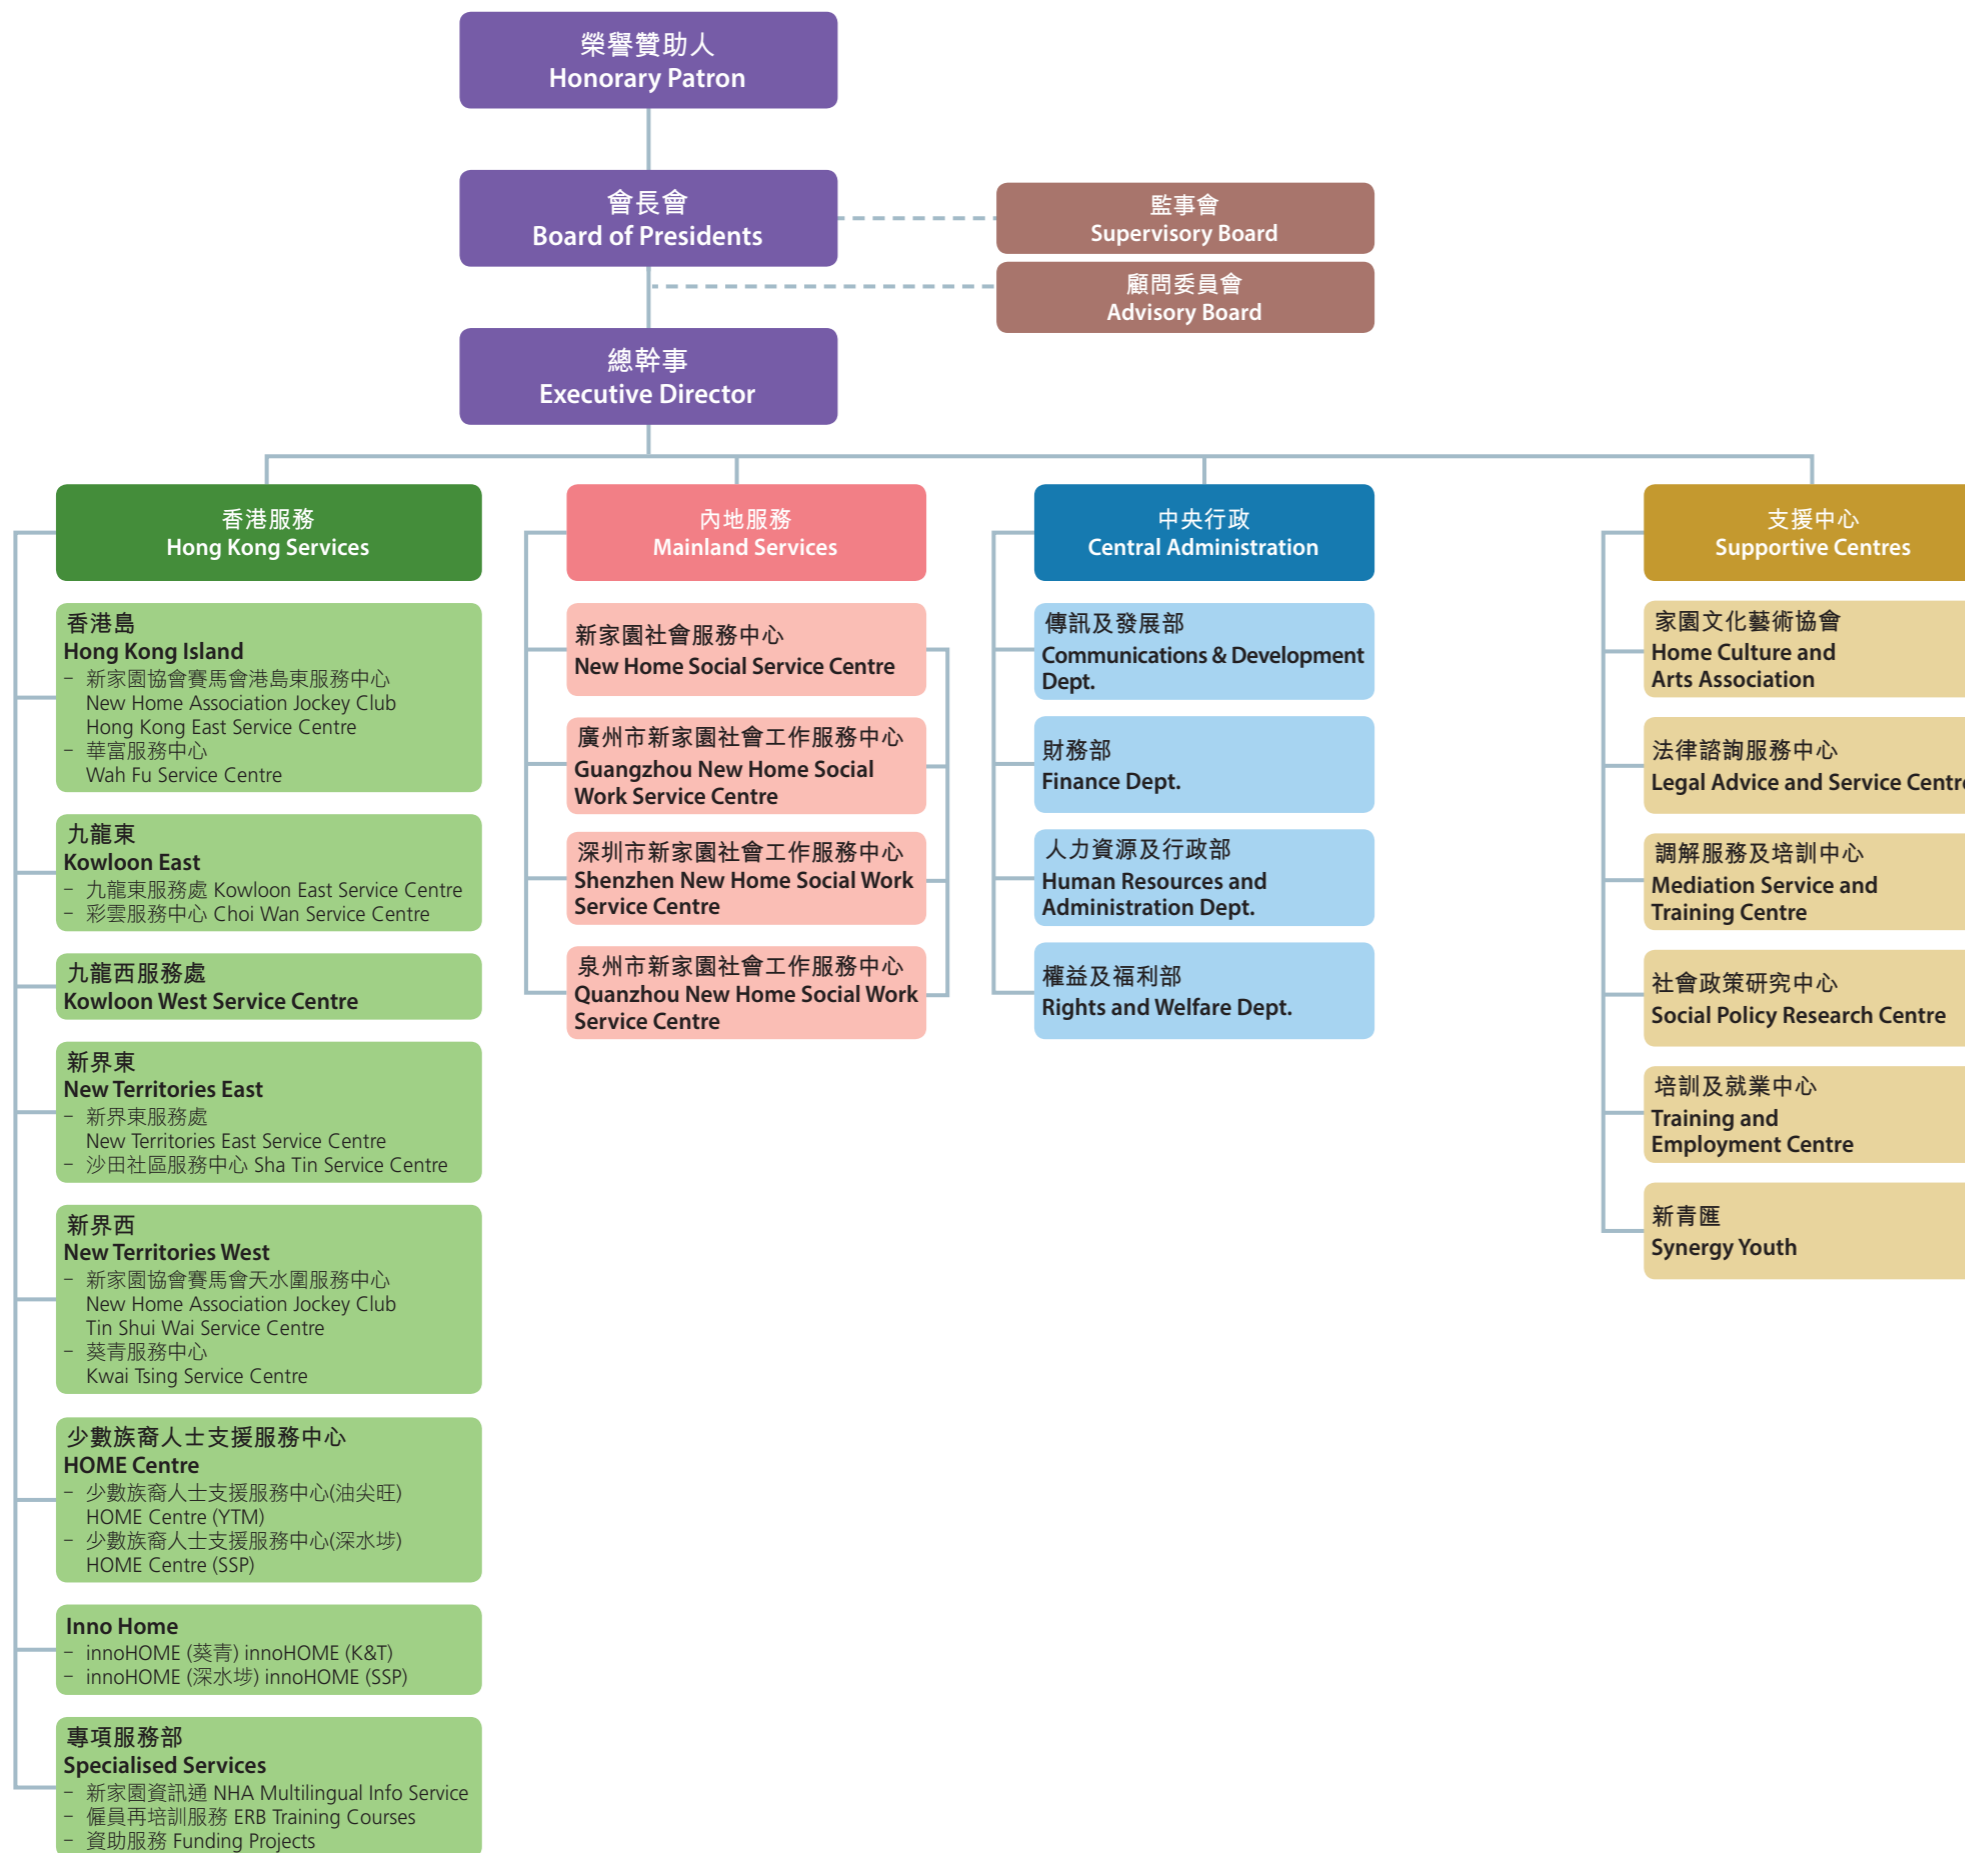 榮譽贊助人
Honorary Patron
會長會
Board of Presidents
監事會
Supervisory Board
顧問委員會
Advisory Board
總幹事
Executive Director
香港服務
Hong Kong Services
香港島
Hong Kong Island
- 新家園協會賽馬會港島東服務中心
New Home Association Jockey Club
Hong Kong East Service Centre
- 華富服務中心
Wah Fu Service Centre
九龍東
Kowloon East
- 九龍東服務處 Kowloon East Service Centre
- 彩雲服務中心 Choi Wan Service Centre
九龍西服務處
Kowloon West Service Centre
新界東
New Territories East
- 新界東服務處
New Territories East Service Centre
- 沙田社區服務中心 Sha Tin Service Centre
新界西
New Territories West
- 新家園協會賽馬會天水圍服務中心
New Home Association Jockey Club
Tin Shui Wai Service Centre
- 葵青服務中心
Kwai Tsing Service Centre
少數族裔人士支援服務中心
HOME Centre
- 少數族裔人士支援服務中心(油尖旺)
HOME Centre (YTM)
- 少數族裔人士支援服務中心(深水埗)
HOME Centre (SSP)
Inno Home
- innoHOME (葵青) innoHOME (K&T)
- innoHOME (深水埗) innoHOME (SSP)
專項服務部
Specialised Services
- 新家園資訊通 NHA Multilingual Info Service
- 僱員再培訓服務 ERB Training Courses
- 資助服務 Funding Projects
內地服務
Mainland Services
新家園社會服務中心
New Home Social Service Centre
廣州市新家園社會工作服務中心
Guangzhou New Home Social
Work Service Centre
深圳市新家園社會工作服務中心
Shenzhen New Home Social Work
Service Centre
泉州市新家園社會工作服務中心
Quanzhou New Home Social Work
Service Centre
中央行政
Central Administration
傳訊及發展部
Communications & Development
Dept.
財務部
Finance Dept.
人力資源及行政部
Human Resources and
Administration Dept.
權益及福利部
Rights and Welfare Dept.
支援中心
Supportive Centres
家園文化藝術協會
Home Culture and
Arts Association
法律諮詢服務中心
Legal Advice and Service Centre
調解服務及培訓中心
Mediation Service and
Training Centre
社會政策研究中心
Social Policy Research Centre
培訓及就業中心
Training and
Employment Centre
新青匯
Synergy Youth